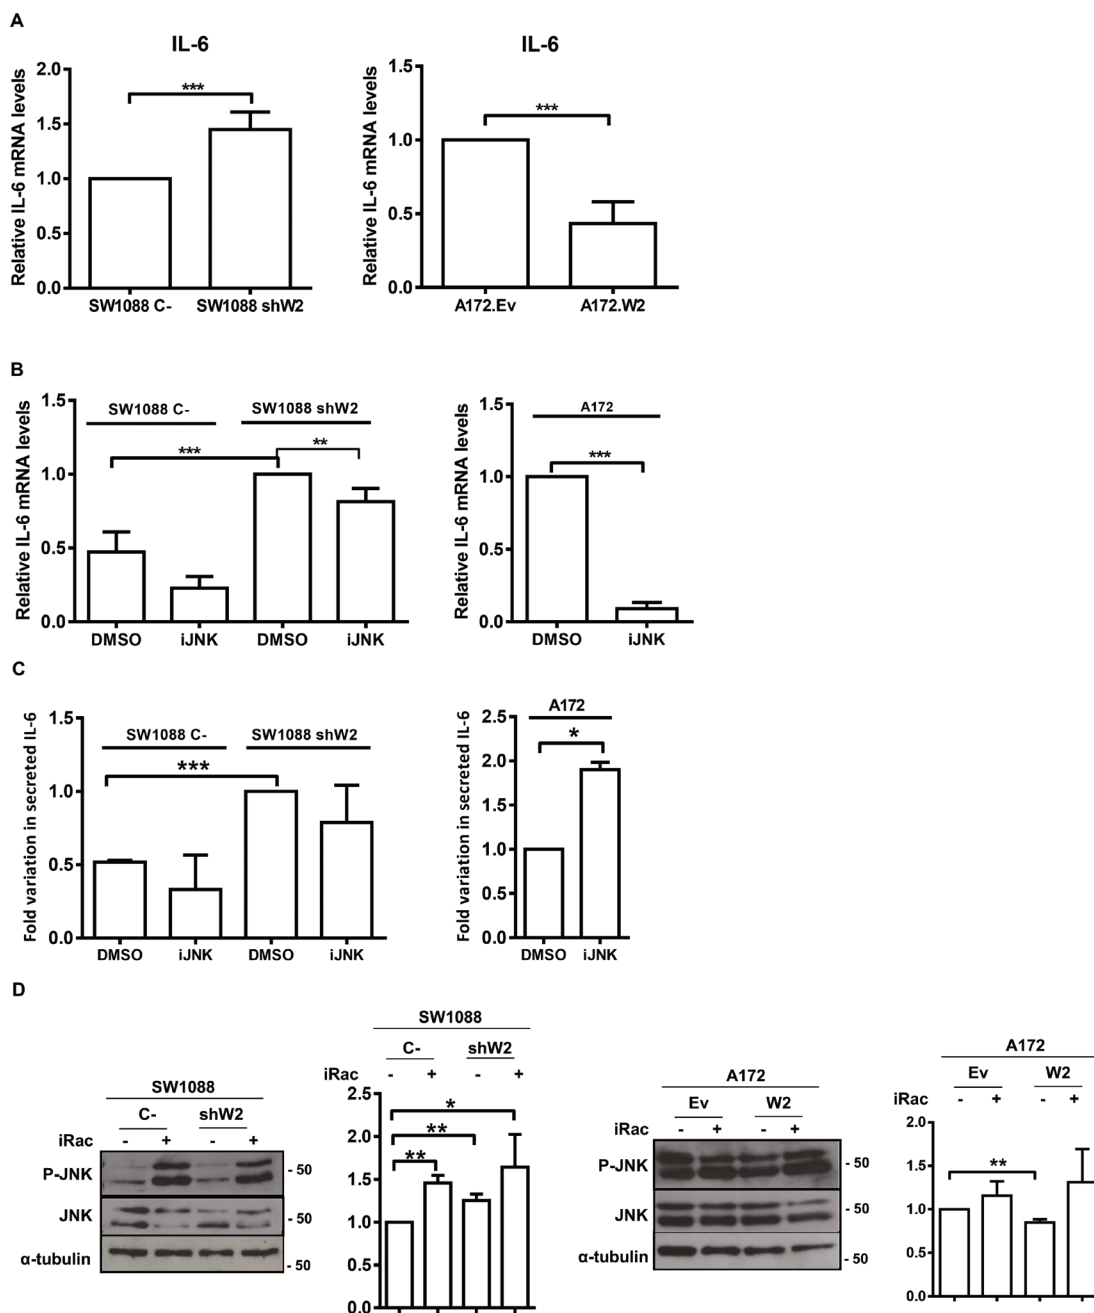 A
IL-6
Relative IL-6 mRNA levels
2.0
1.5
1.0
0.5
0.0
***
SW1088 C-
SW1088 shW2
IL-6
Relative IL-6 mRNA levels
1.5
1.0
0.5
0.0
***
A172.Ev
A172.W2
B
Relative IL-6 mRNA levels
1.5
1.0
0.5
0.0
SW1088 C-
SW1088 shW2
***
**
DMSO
iJNK
DMSO
iJNK
Relative IL-6 mRNA levels
1.5
1.0
0.5
0.0
A172
***
DMSO
iJNK
C
Fold variation in secreted IL-6
1.5
1.0
0.5
0.0
SW1088 C-
SW1088 shW2
***
DMSO
iJNK
DMSO
iJNK
Fold variation in secreted IL-6
2.5
2.0
1.5
1.0
0.5
0.0
A172
*
DMSO
iJNK
D
SW1088
C- shW2
iRac - + - +
P-JNK - 50
JNK - 50
α-tubulin - 50
SW1088
C- shW2
iRac - + - +
2.5
2.0
1.5
1.0
0.5
0.0
*
**
**
A172
Ev W2
iRac - + - +
P-JNK - 50
JNK - 50
α-tubulin - 50
A172
Ev W2
iRac - + - +
2.0
1.5
1.0
0.5
0.0
**